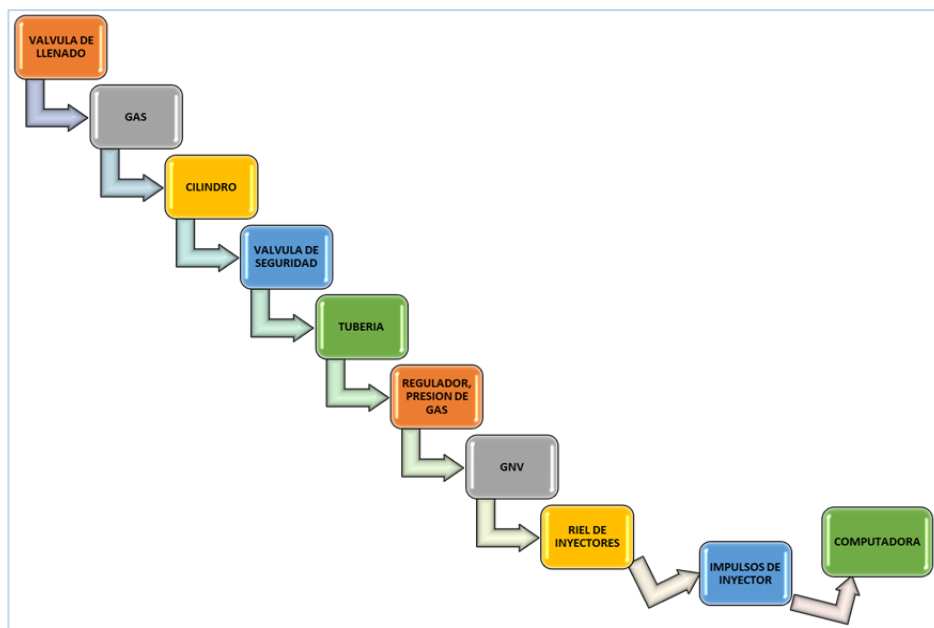 VALVULA DE
LLENADO
GAS
CILINDRO
VALVULA DE
SEGURIDAD
TUBERIA
REGULADOR,
PRESION DE
GAS
GNV
RIEL DE
INYECTORES
IMPULSOS DE
INYECTOR
COMPUTADORA